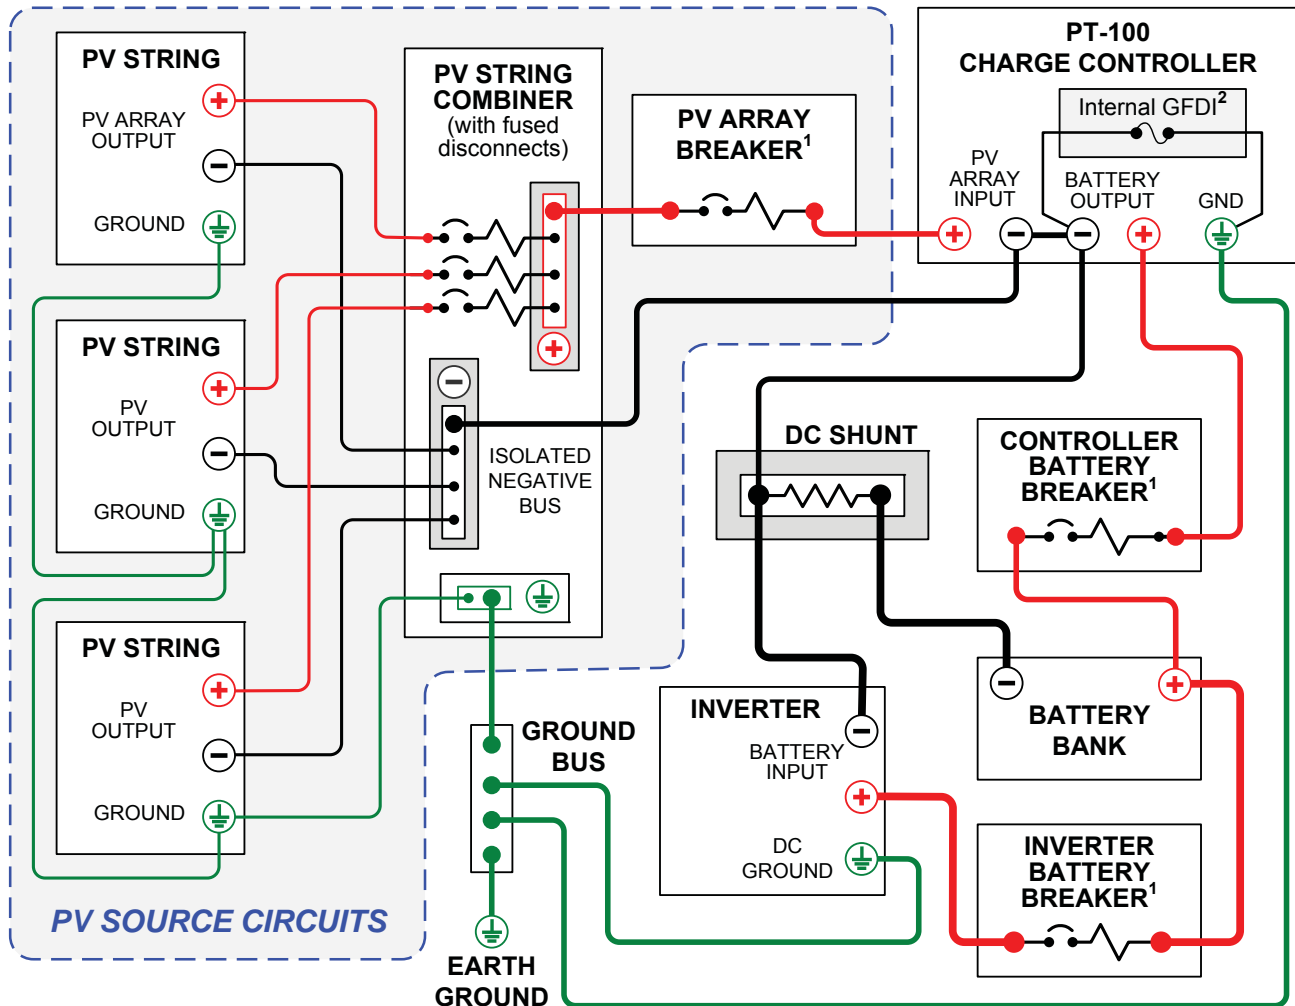 PV STRING
PV ARRAY
OUTPUT
GROUND
PV STRING
PV
OUTPUT
GROUND
PV STRING
PV
OUTPUT
GROUND
PV SOURCE CIRCUITS
PV STRING
COMBINER
(with fused
disconnects)
ISOLATED
NEGATIVE
BUS
PV ARRAY
BREAKER¹
PT-100
CHARGE CONTROLLER
Internal GFDI²
PV
ARRAY
INPUT
BATTERY
OUTPUT
GND
DC SHUNT
CONTROLLER
BATTERY
BREAKER¹
BATTERY
BANK
INVERTER
BATTERY
INPUT
DC
GROUND
INVERTER
BATTERY
BREAKER¹
GROUND
BUS
EARTH
GROUND